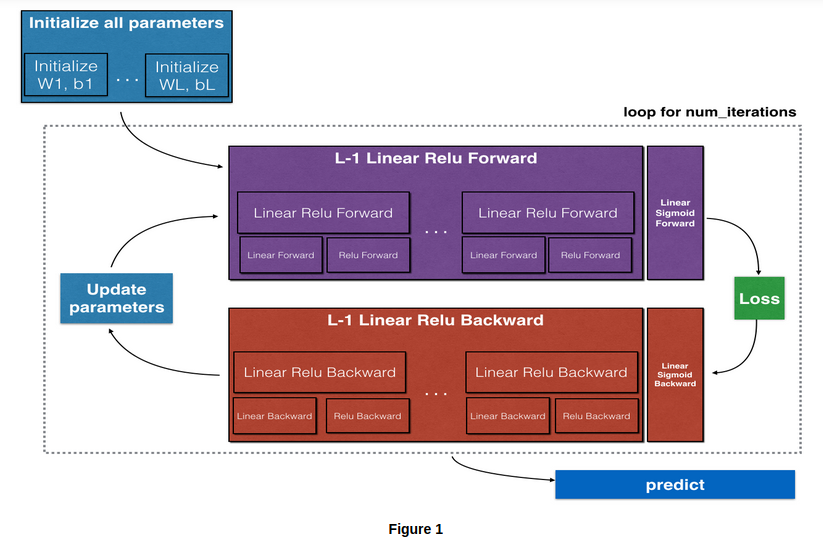 Initialize all parameters
Initialize
W1, b1
...
Initialize
WL, bL
loop for num_iterations
L-1 Linear Relu Forward
Linear Relu Forward
Linear Forward
Relu Forward
...
Linear Relu Forward
Linear Forward
Relu Forward
Linear
Sigmoid
Forward
Loss
Update
parameters
L-1 Linear Relu Backward
Linear Relu Backward
Linear Backward
Relu Backward
...
Linear Relu Backward
Linear Backward
Relu Backward
Linear
Sigmoid
Backward
predict
Figure 1